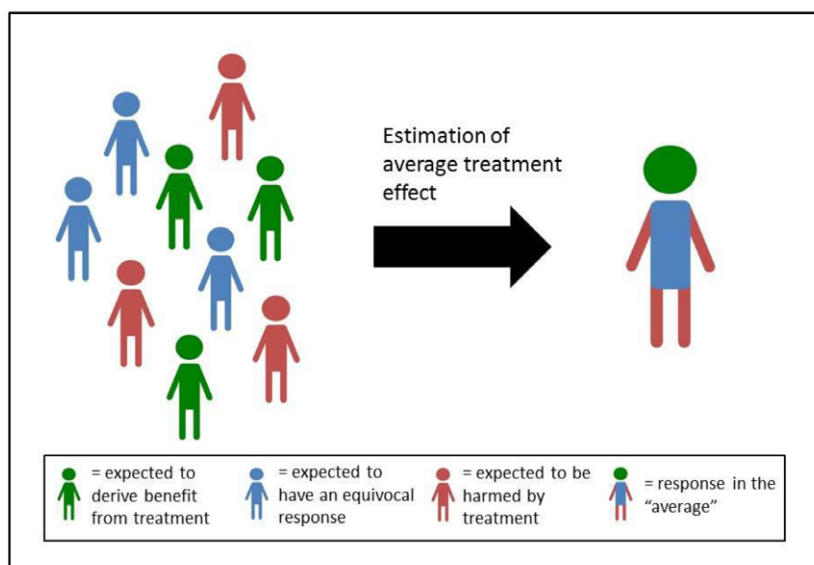 Estimation of
average treatment
effect
= expected to
derive benefit
from treatment
= expected to
have an equivocal
response
= expected to be
harmed by
treatment
= response in the
“average”